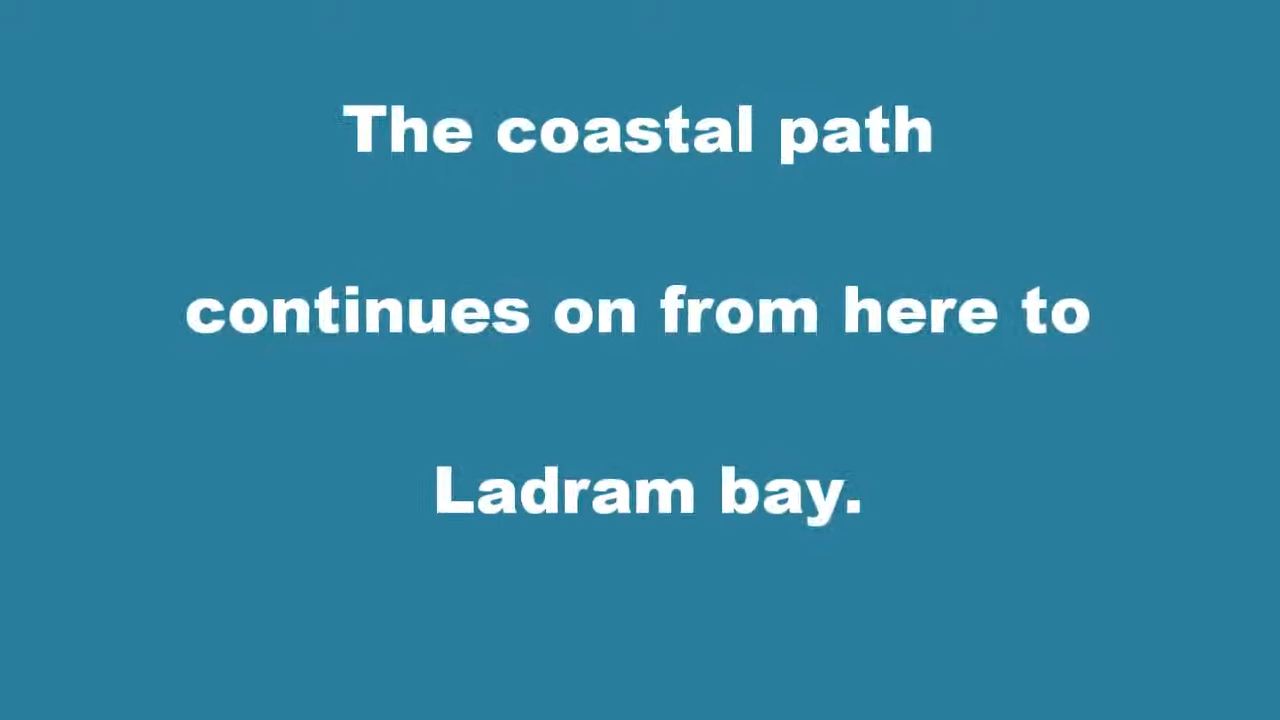 The coastal path
continues on from here to
Ladram bay.